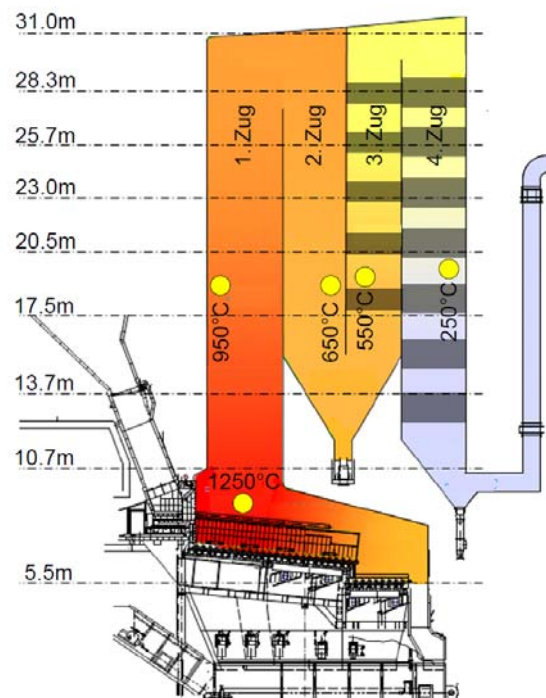 31.0m
28.3m
25.7m
23.0m
20.5m
17.5m
13.7m
10.7m
5.5m
1. Zug
2. Zug
3. Zug
4. Zug
950°C
650°C
550°C
250°C
1250°C